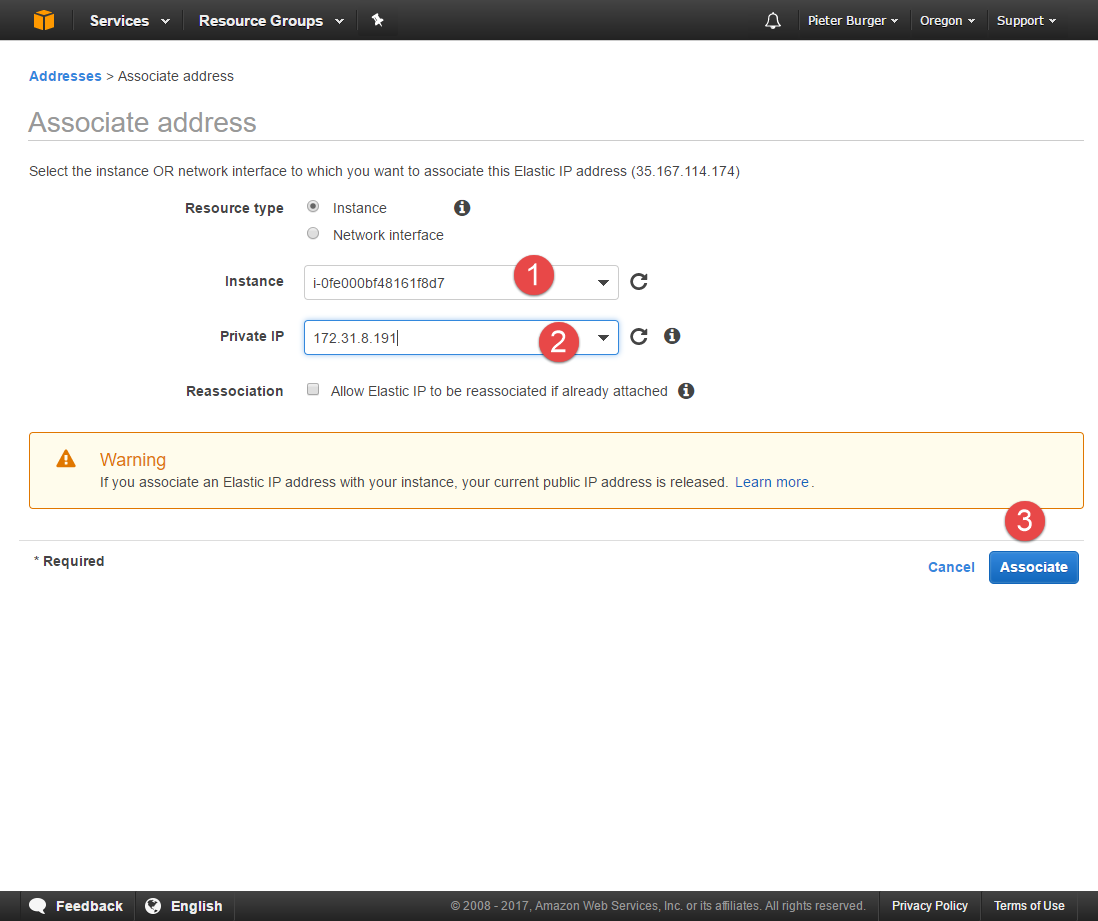 Services Resource Groups Pieter Burger Oregon Support
Addresses > Associate address
Associate address
Select the instance OR network interface to which you want to associate this Elastic IP address (35.167.114.174)
Resource type Instance
Network interface
Instance i-0fe000bf48161f8d7 1
Private IP 172.31.8.191 2
Reassociation Allow Elastic IP to be reassociated if already attached
Warning
If you associate an Elastic IP address with your instance, your current public IP address is released. Learn more.
3
* Required Cancel Associate
Feedback English © 2008 - 2017, Amazon Web Services, Inc. or its affiliates. All rights reserved. Privacy Policy Terms of Use